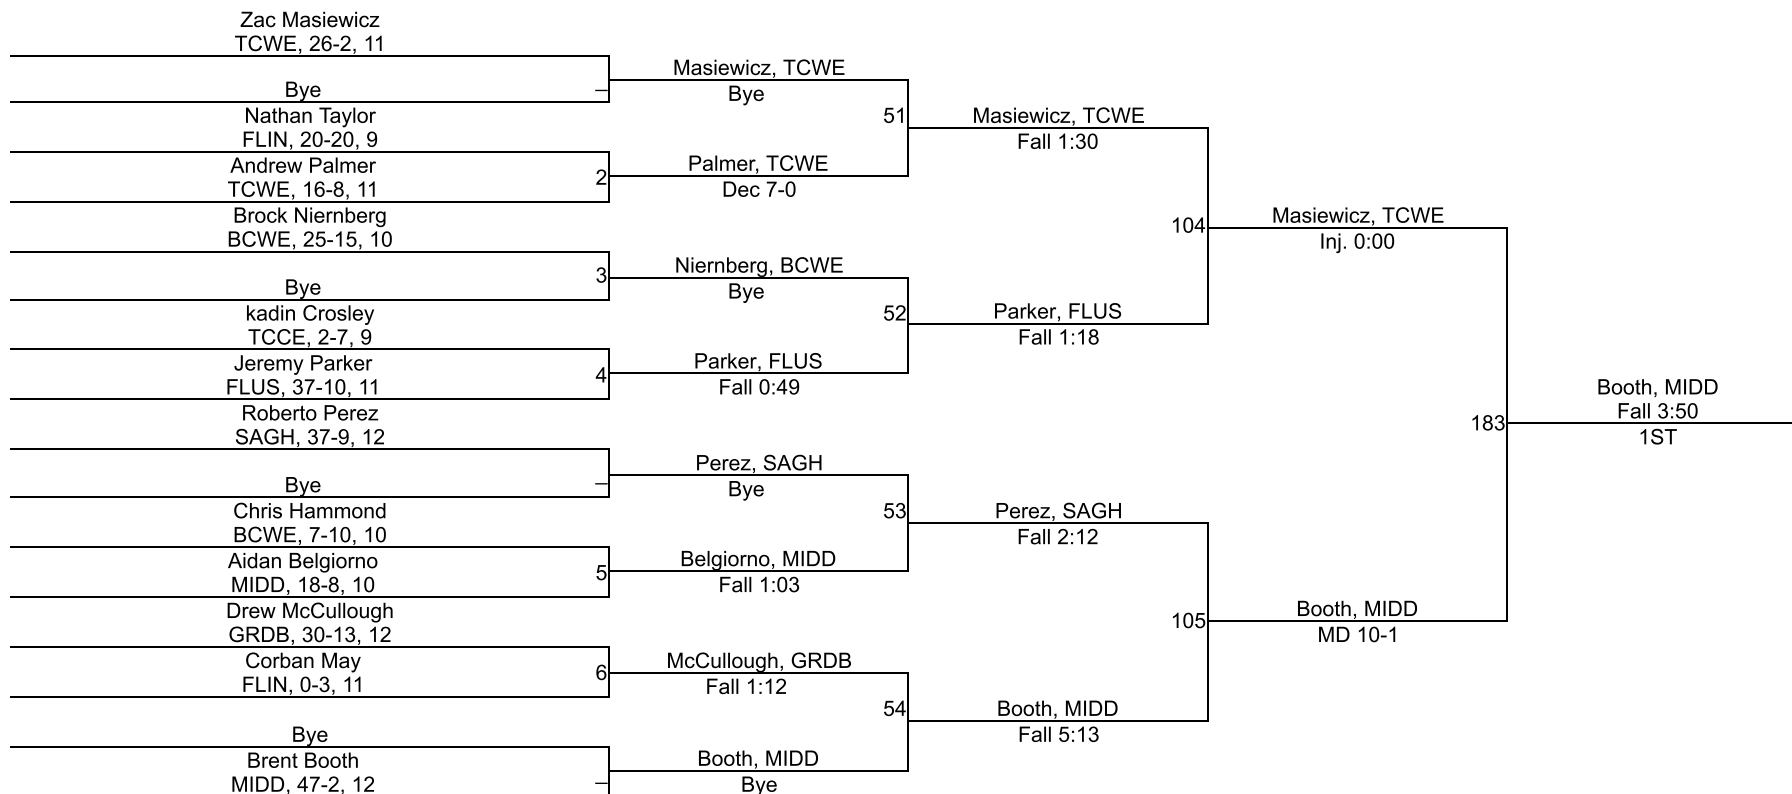 Zac Masiewicz
TCWE, 26-2, 11
Bye
–
Nathan Taylor
FLIN, 20-20, 9
Andrew Palmer
TCWE, 16-8, 11
2
Brock Niernberg
BCWE, 25-15, 10
Bye
3
kadin Crosley
TCCE, 2-7, 9
Jeremy Parker
FLUS, 37-10, 11
4
Roberto Perez
SAGH, 37-9, 12
Bye
–
Chris Hammond
BCWE, 7-10, 10
Aidan Belgiorno
MIDD, 18-8, 10
5
Drew McCullough
GRDB, 30-13, 12
Corban May
FLIN, 0-3, 11
6
Bye
Brent Booth
MIDD, 47-2, 12
–
Masiewicz, TCWE
Bye
51
Palmer, TCWE
Dec 7-0
Niernberg, BCWE
Bye
52
Parker, FLUS
Fall 0:49
Perez, SAGH
Bye
53
Belgiorno, MIDD
Fall 1:03
McCullough, GRDB
Fall 1:12
54
Booth, MIDD
Bye
Masiewicz, TCWE
Fall 1:30
104
Parker, FLUS
Fall 1:18
Perez, SAGH
Fall 2:12
105
Booth, MIDD
Fall 5:13
Masiewicz, TCWE
Inj. 0:00
183
Booth, MIDD
MD 10-1
Booth, MIDD
Fall 3:50
1ST